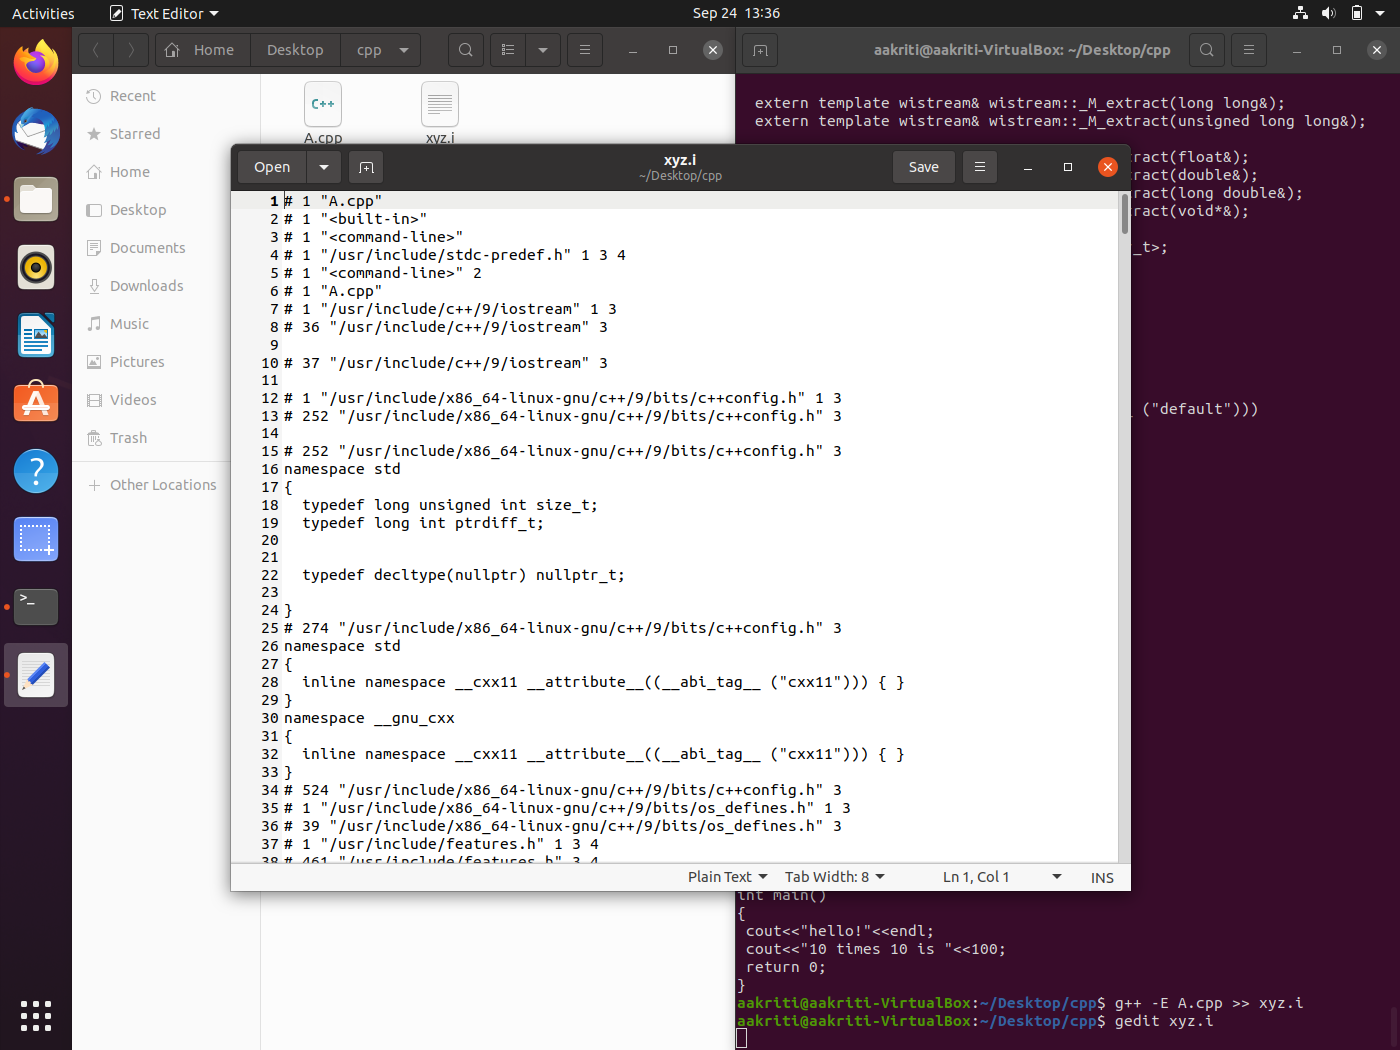 Activities Text Editor Sep 24 13:36
Home Desktop cpp
aakriti@aakriti-VirtualBox: ~/Desktop/cpp
Recent
Starred
Home
Desktop
Documents
Downloads
Music
Pictures
Videos
Trash
+ Other Locations
C++
A.cpp xyz.i
extern template wistream& wistream::_M_extract(long long&);
extern template wistream& wistream::_M_extract(unsigned long long&);
tract(float&);
tract(double&);
tract(long double&);
tract(void*&);
_t>;
("default")))
Open xyz.i Save
~/Desktop/cpp
1 # 1 "A.cpp"
2 # 1 "<built-in>"
3 # 1 "<command-line>"
4 # 1 "/usr/include/stdc-predef.h" 1 3 4
5 # 1 "<command-line>" 2
6 # 1 "A.cpp"
7 # 1 "/usr/include/c++/9/iostream" 1 3
8 # 36 "/usr/include/c++/9/iostream" 3
9
10 # 37 "/usr/include/c++/9/iostream" 3
11
12 # 1 "/usr/include/x86_64-linux-gnu/c++/9/bits/c++config.h" 1 3
13 # 252 "/usr/include/x86_64-linux-gnu/c++/9/bits/c++config.h" 3
14
15 # 252 "/usr/include/x86_64-linux-gnu/c++/9/bits/c++config.h" 3
16 namespace std
17 {
18   typedef long unsigned int size_t;
19   typedef long int ptrdiff_t;
20
21
22   typedef decltype(nullptr) nullptr_t;
23
24 }
25 # 274 "/usr/include/x86_64-linux-gnu/c++/9/bits/c++config.h" 3
26 namespace std
27 {
28   inline namespace __cxx11 __attribute__((__abi_tag__ ("cxx11"))) { }
29 }
30 namespace __gnu_cxx
31 {
32   inline namespace __cxx11 __attribute__((__abi_tag__ ("cxx11"))) { }
33 }
34 # 524 "/usr/include/x86_64-linux-gnu/c++/9/bits/c++config.h" 3
35 # 1 "/usr/include/x86_64-linux-gnu/c++/9/bits/os_defines.h" 1 3
36 # 39 "/usr/include/x86_64-linux-gnu/c++/9/bits/os_defines.h" 3
37 # 1 "/usr/include/features.h" 1 3 4
38 # 461 "/usr/include/features.h" 3 4
Plain Text Tab Width: 8 Ln 1, Col 1 INS
int main()
{
 cout<<"hello!"<<endl;
 cout<<"10 times 10 is "<<100;
 return 0;
}
aakriti@aakriti-VirtualBox:~/Desktop/cpp$ g++ -E A.cpp >> xyz.i
aakriti@aakriti-VirtualBox:~/Desktop/cpp$ gedit xyz.i